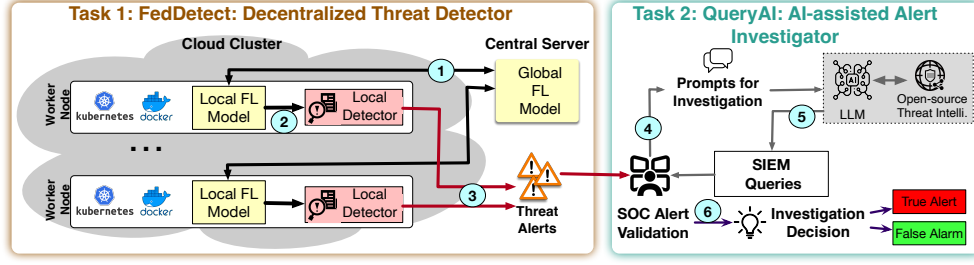 Task 1: FedDetect: Decentralized Threat Detector
Cloud Cluster
Central Server
Worker
Node
kubernetes
docker
Local FL
Model
2
Local
Detector
1
Global
FL
Model
...
Worker
Node
kubernetes
docker
Local FL
Model
Local
Detector
3
Threat
Alerts
Task 2: QueryAI: AI-assisted Alert
Investigator
Prompts for
Investigation
AI
LLM
Open-source
Threat Intelli.
4
5
SIEM
Queries
SOC Alert
Validation
6
Investigation
Decision
True Alert
False Alarm